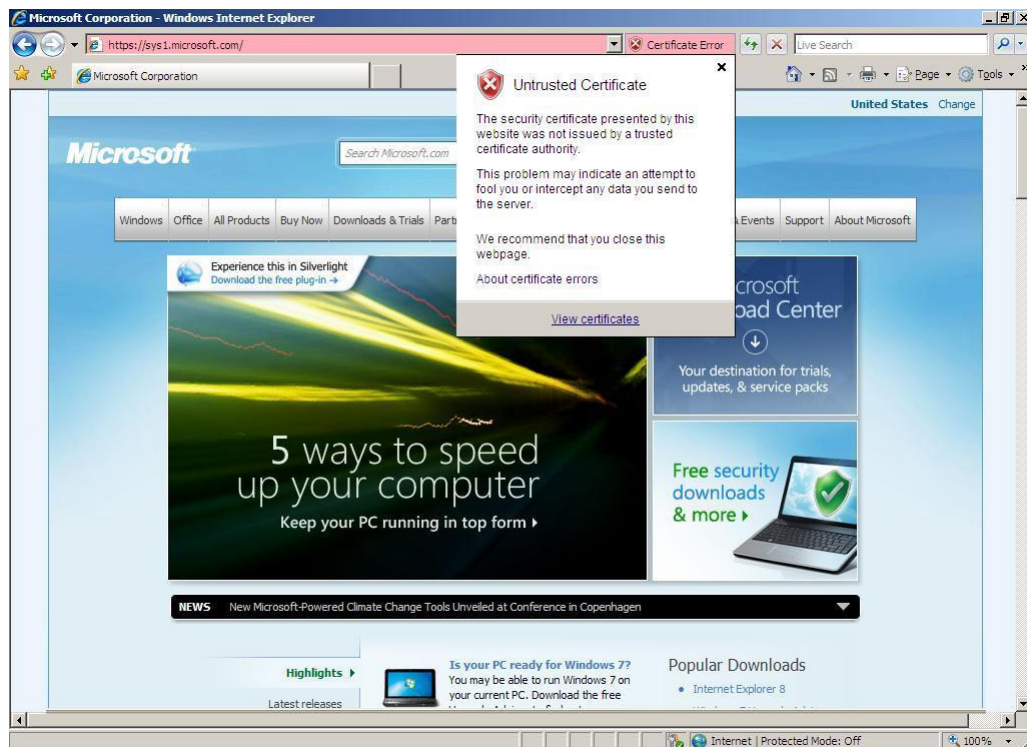 Microsoft Corporation - Windows Internet Explorer
https://sys1.microsoft.com/
Certificate Error
Live Search
Microsoft Corporation
Page
Tools
United States Change
Microsoft
Search Microsoft.com
Windows Office All Products Buy Now Downloads & Trials Part
& Events Support About Microsoft
Untrusted Certificate
The security certificate presented by this
website was not issued by a trusted
certificate authority.
This problem may indicate an attempt to
fool you or intercept any data you send to
the server.
We recommend that you close this
webpage.
About certificate errors
View certificates
Experience this in Silverlight
Download the free plug-in
5 ways to speed
up your computer
Keep your PC running in top form
crosoft
oad Center
Your destination for trials,
updates, & service packs
Free security
downloads
& more
NEWS New Microsoft-Powered Climate Change Tools Unveiled at Conference in Copenhagen
Highlights
Latest releases
Is your PC ready for Windows 7?
You may be able to run Windows 7 on
your current PC. Download the free
Popular Downloads
Internet Explorer 8
Internet | Protected Mode: Off
100%